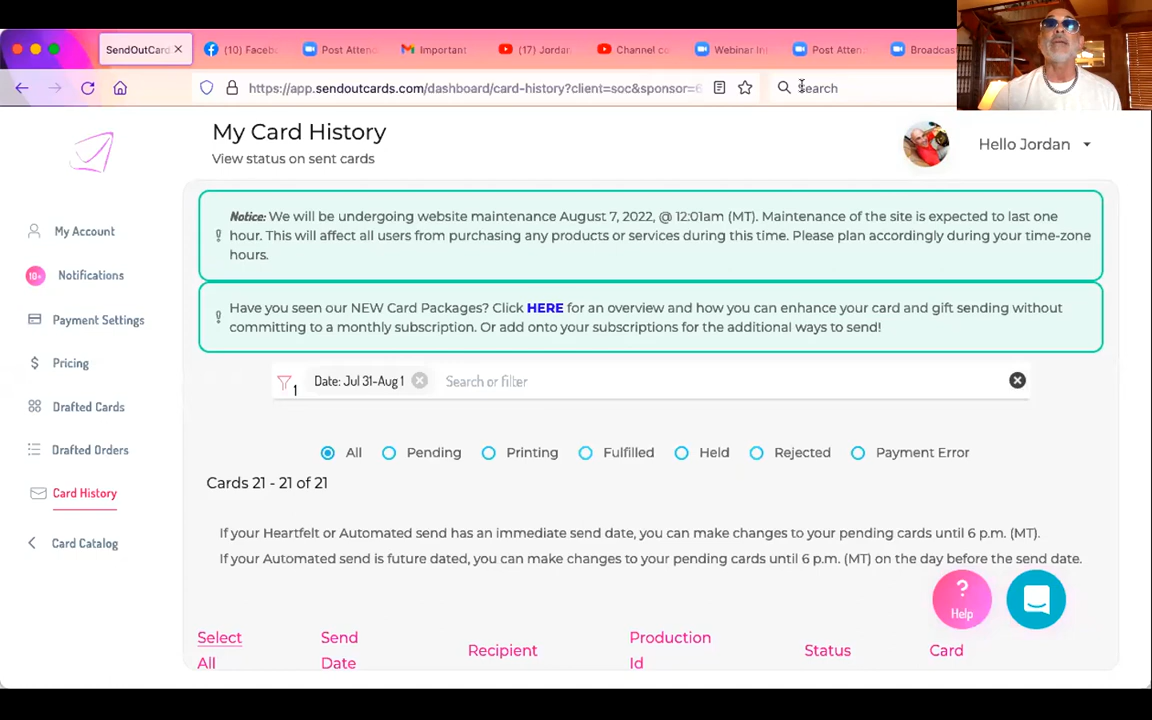 SendOutCard
(10) Faceb
Post Attend
Important
(17) Jordan
Channel co
Webinar In
Post Attend
Broadcast
https://app.sendoutcards.com/dashboard/card-history?client=soc&sponsor=6
Search
My Card History
View status on sent cards
Hello Jordan
Notice: We will be undergoing website maintenance August 7, 2022, @ 12:01am (MT). Maintenance of the site is expected to last one
hour. This will affect all users from purchasing any products or services during this time. Please plan accordingly during your time-zone
hours.
Have you seen our NEW Card Packages? Click HERE for an overview and how you can enhance your card and gift sending without
committing to a monthly subscription. Or add onto your subscriptions for the additional ways to send!
My Account
10+ Notifications
Payment Settings
Pricing
Drafted Cards
Drafted Orders
Card History
Card Catalog
1 Date: Jul 31-Aug 1 Search or filter
All Pending Printing Fulfilled Held Rejected Payment Error
Cards 21 - 21 of 21
If your Heartfelt or Automated send has an immediate send date, you can make changes to your pending cards until 6 p.m. (MT).
If your Automated send is future dated, you can make changes to your pending cards until 6 p.m. (MT) on the day before the send date.
? Help
Select All
Send Date
Recipient
Production Id
Status
Card